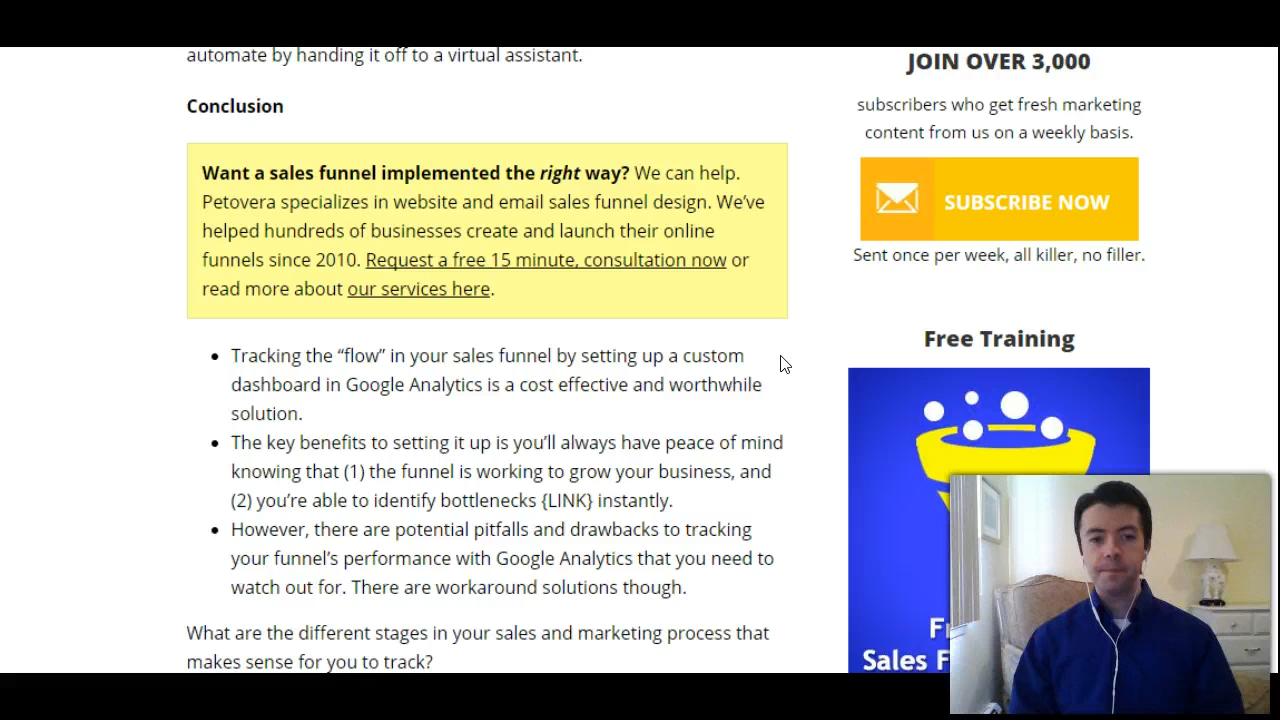 automate by handing it off to a virtual assistant.
Conclusion
Want a sales funnel implemented the right way? We can help.
Petovera specializes in website and email sales funnel design. We’ve
helped hundreds of businesses create and launch their online
funnels since 2010. Request a free 15 minute, consultation now or
read more about our services here.
Tracking the “flow” in your sales funnel by setting up a custom
dashboard in Google Analytics is a cost effective and worthwhile
solution.
The key benefits to setting it up is you’ll always have peace of mind
knowing that (1) the funnel is working to grow your business, and
(2) you’re able to identify bottlenecks {LINK} instantly.
However, there are potential pitfalls and drawbacks to tracking
your funnel’s performance with Google Analytics that you need to
watch out for. There are workaround solutions though.
What are the different stages in your sales and marketing process that
makes sense for you to track?
JOIN OVER 3,000
subscribers who get fresh marketing
content from us on a weekly basis.
SUBSCRIBE NOW
Sent once per week, all killer, no filler.
Free Training
Sales